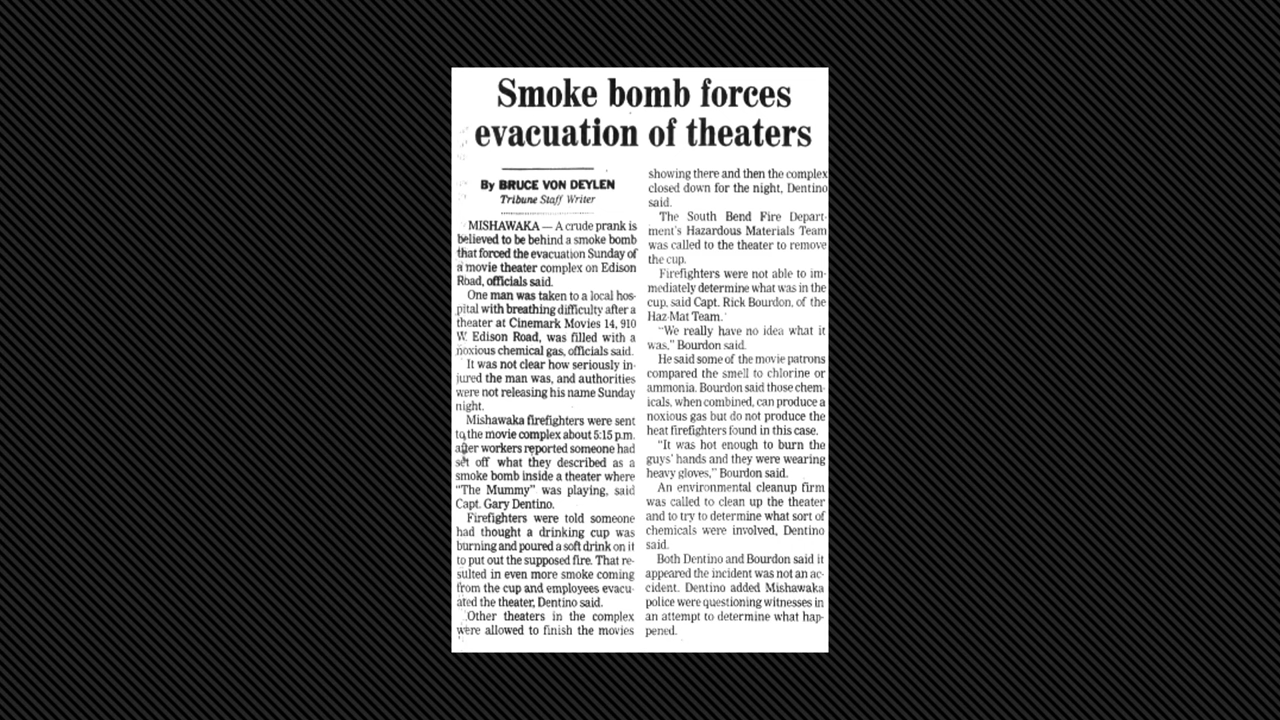 Smoke bomb forces
evacuation of theaters
By BRUCE VON DEYLEN
Tribune Staff Writer
MISHAWAKA — A crude prank is
believed to be behind a smoke bomb
that forced the evacuation Sunday of
a movie theater complex on Edison
Road, officials said.
One man was taken to a local hos-
pital with breathing difficulty after a
theater at Cinemark Movies 14, 910
W. Edison Road, was filled with a
noxious chemical gas, officials said.
It was not clear how seriously in-
jured the man was, and authorities
were not releasing his name Sunday
night.
Mishawaka firefighters were sent
to the movie complex about 5:15 p.m.
after workers reported someone had
set off what they described as a
smoke bomb inside a theater where
"The Mummy" was playing, said
Capt. Gary Dentino.
Firefighters were told someone
had thought a drinking cup was
burning and poured a soft drink on it
to put out the supposed fire. That re-
sulted in even more smoke coming
from the cup and employees evacu-
ated the theater, Dentino said.
Other theaters in the complex
were allowed to finish the movies
showing there and then the complex
closed down for the night, Dentino
said.
The South Bend Fire Depart-
ment's Hazardous Materials Team
was called to the theater to remove
the cup.
Firefighters were not able to im-
mediately determine what was in the
cup, said Capt. Rick Bourdon, of the
Haz-Mat Team.
"We really have no idea what it
was," Bourdon said.
He said some of the movie patrons
compared the smell to chlorine or
ammonia. Bourdon said those chem-
icals, when combined, can produce a
noxious gas but do not produce the
heat firefighters found in this case.
"It was hot enough to burn the
guys' hands and they were wearing
heavy gloves," Bourdon said.
An environmental cleanup firm
was called to clean up the theater
and to try to determine what sort of
chemicals were involved, Dentino
said.
Both Dentino and Bourdon said it
appeared the incident was not an ac-
cident. Dentino added Mishawaka
police were questioning witnesses in
an attempt to determine what hap-
pened.